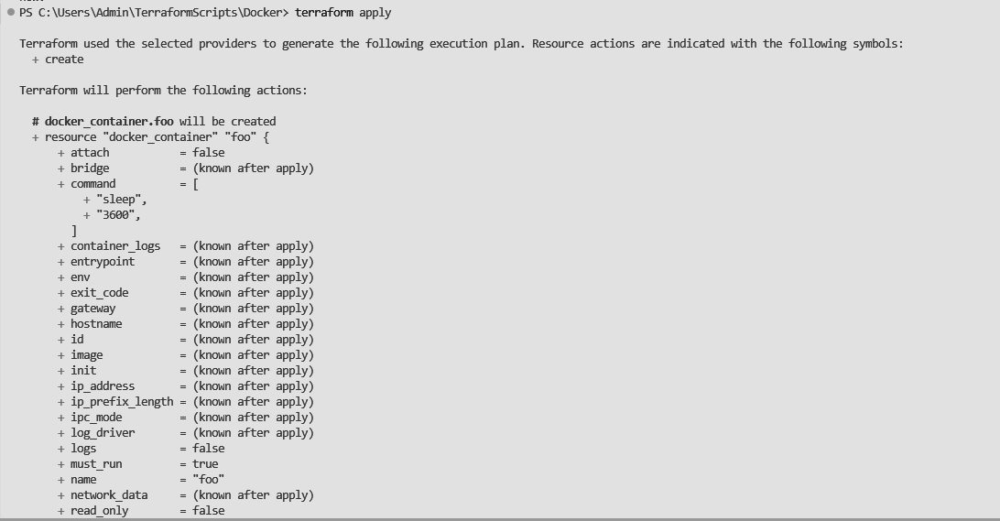 PS C:\Users\Admin\TerraformScripts\Docker> terraform apply
Terraform used the selected providers to generate the following execution plan. Resource actions are indicated with the following symbols:
+ create
Terraform will perform the following actions:
# docker_container.foo will be created
+ resource "docker_container" "foo" {
+ attach = false
+ bridge = (known after apply)
+ command = [
+ "sleep",
+ "3600",
]
+ container_logs = (known after apply)
+ entrypoint = (known after apply)
+ env = (known after apply)
+ exit_code = (known after apply)
+ gateway = (known after apply)
+ hostname = (known after apply)
+ id = (known after apply)
+ image = (known after apply)
+ init = (known after apply)
+ ip_address = (known after apply)
+ ip_prefix_length = (known after apply)
+ ipc_mode = (known after apply)
+ log_driver = (known after apply)
+ logs = false
+ must_run = true
+ name = "foo"
+ network_data = (known after apply)
+ read_only = false